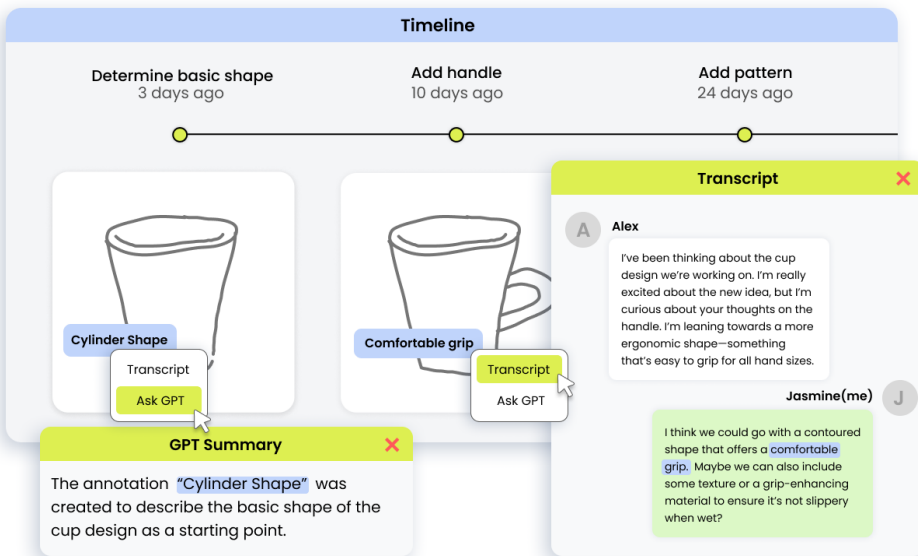 Timeline
Determine basic shape
3 days ago
Add handle
10 days ago
Add pattern
24 days ago
Cylinder Shape
Transcript
Ask GPT
GPT Summary
The annotation “Cylinder Shape” was
created to describe the basic shape of the
cup design as a starting point.
Comfortable grip
Transcript
Ask GPT
Transcript
A
Alex
I’ve been thinking about the cup
design we’re working on. I’m really
excited about the new idea, but I’m
curious about your thoughts on the
handle. I’m leaning towards a more
ergonomic shape—something
that’s easy to grip for all hand sizes.
Jasmine(me)
J
I think we could go with a contoured
shape that offers a comfortable
grip. Maybe we can also include
some texture or a grip-enhancing
material to ensure it’s not slippery
when wet?